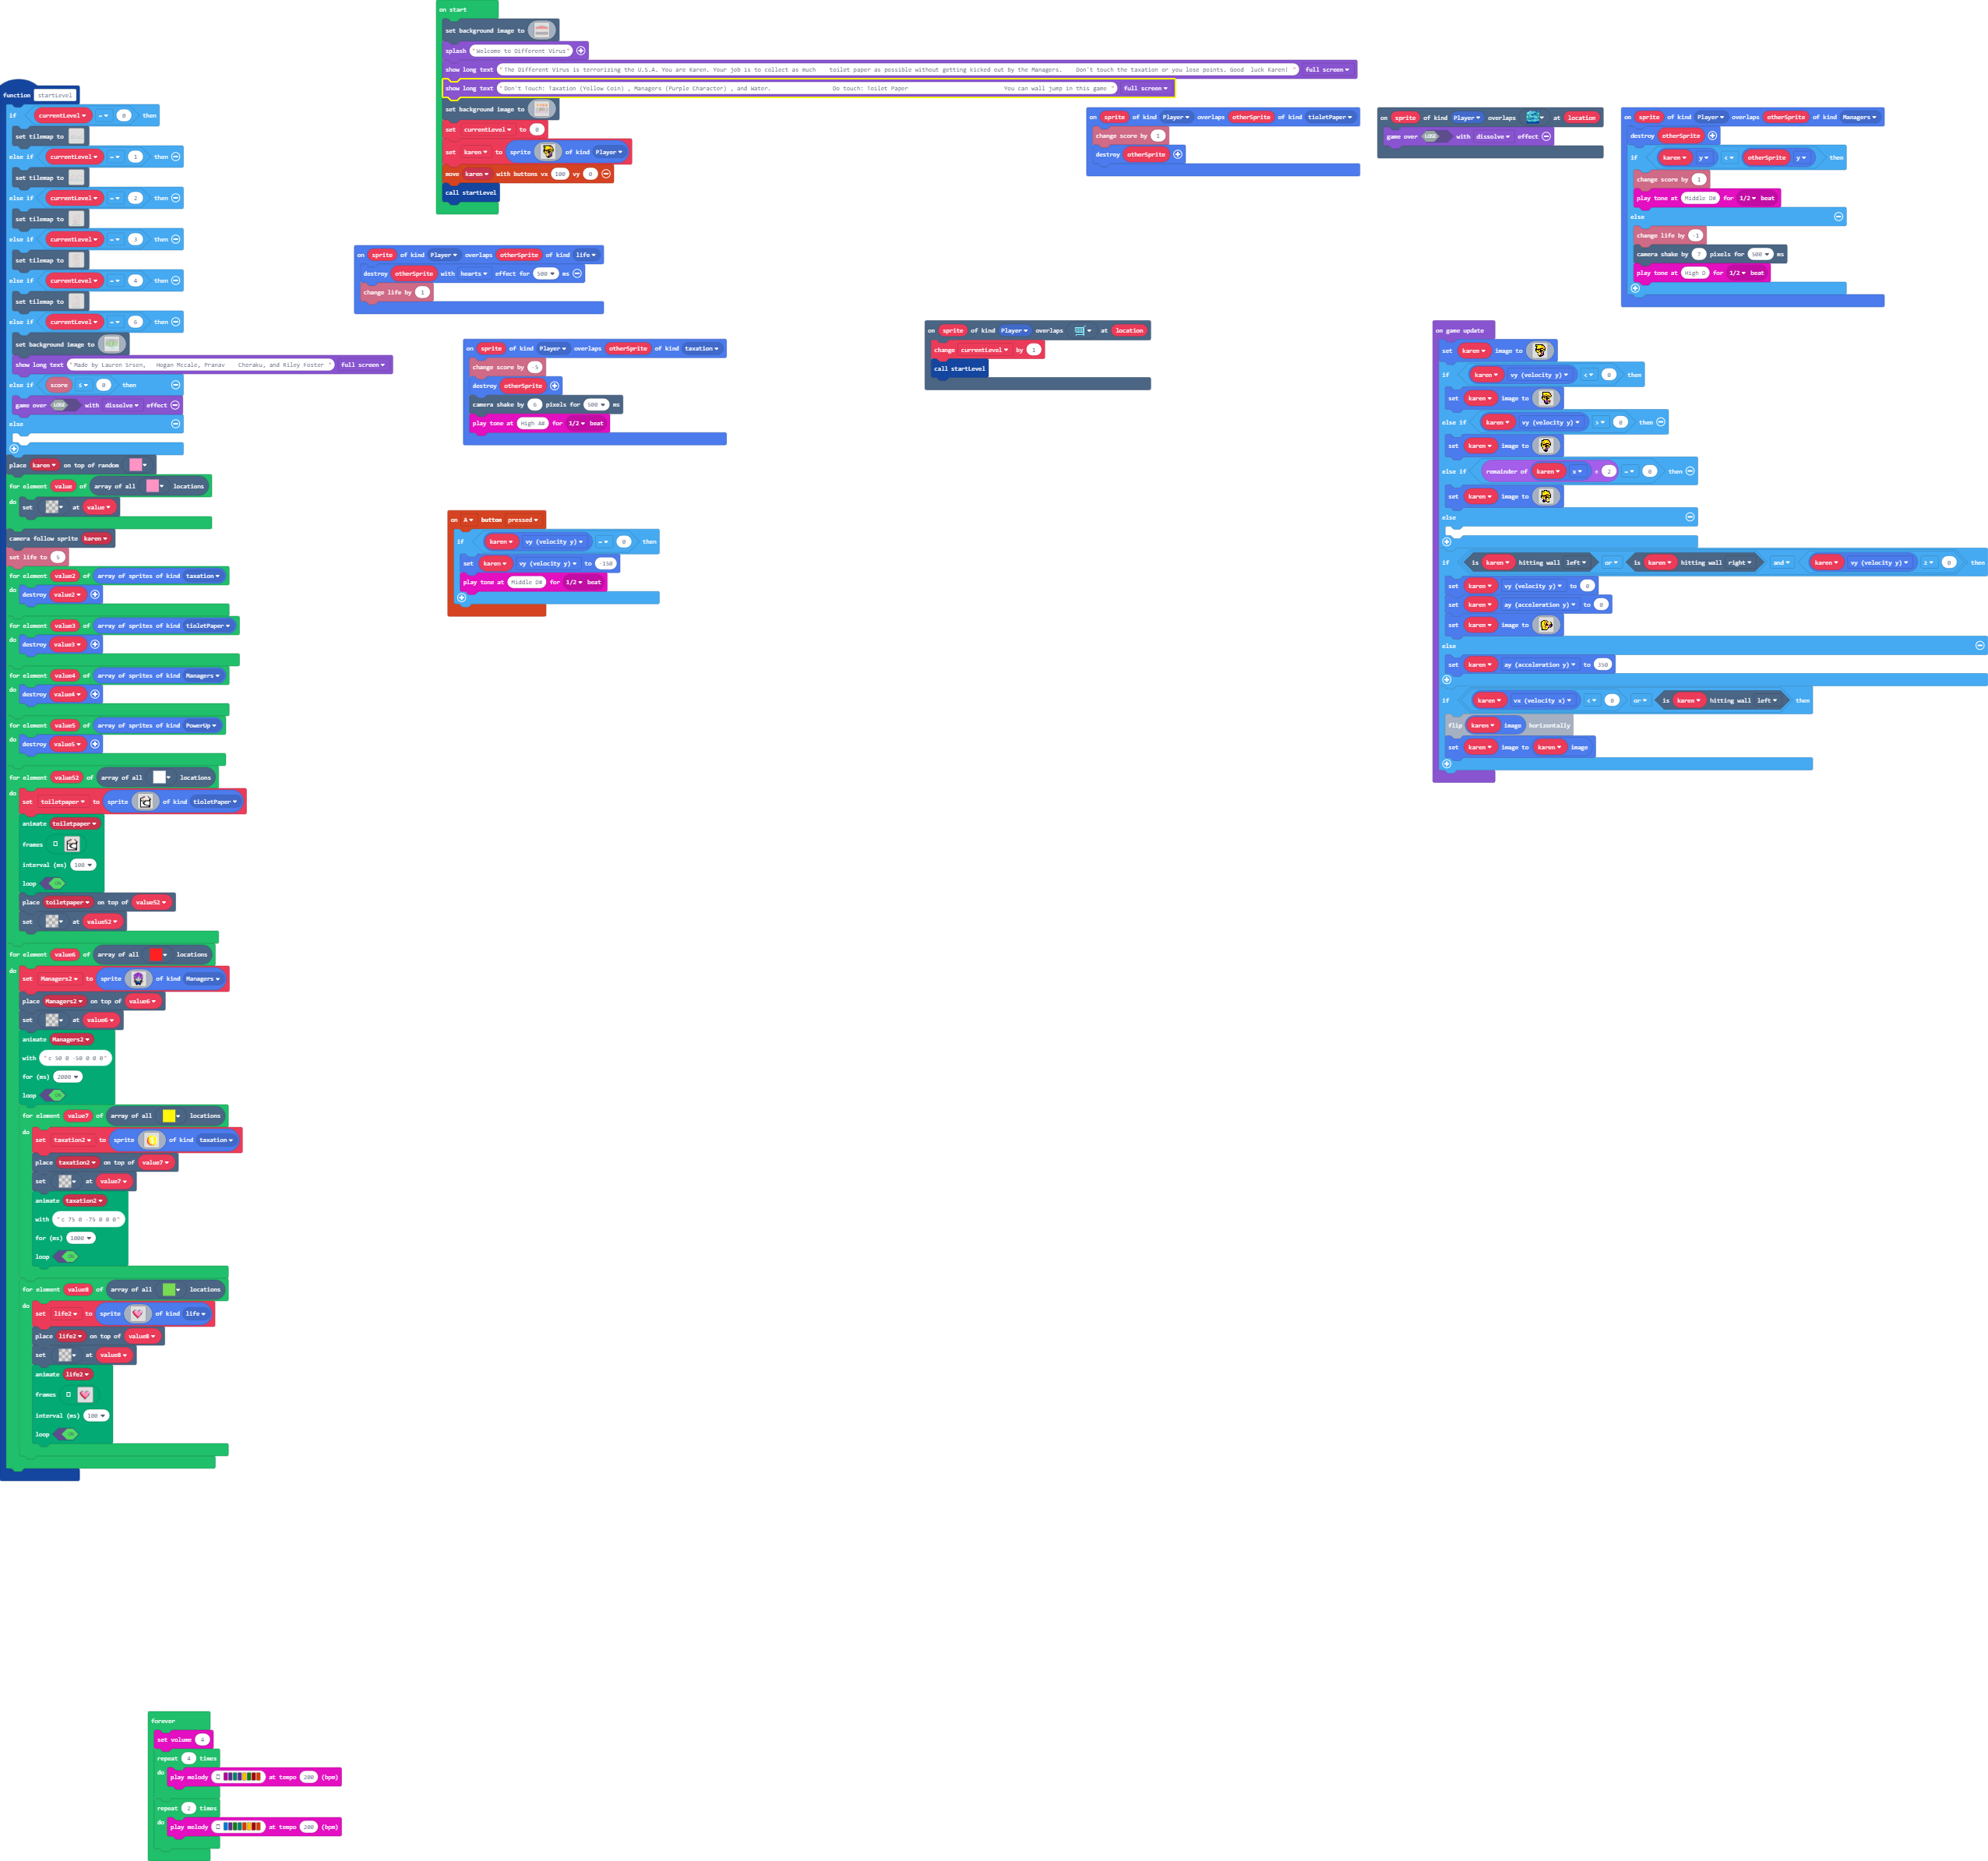 on start
set background image to
splash "Welcome to Different Virus"
show long text "The Different Virus is terrorizing the U.S.A. You are Karen. Your job is to collect as much toilet paper as possible without getting kicked out by the Managers. Don't touch the taxation or you lose points. Good luck Karen! " full screen
show long text "Don't Touch: Taxation (Yellow Coin) , Managers (Purple Character) , and Water. Do touch: Toilet Paper You can wall jump in this game " full screen
set background image to
set currentLevel to 0
set karen to sprite of kind Player
move karen with buttons vx 100 vy 0
call startLevel
function startLevel
if currentLevel = 0 then
set tilemap to
else if currentLevel = 1 then
set tilemap to
else if currentLevel = 2 then
set tilemap to
else if currentLevel = 3 then
set tilemap to
else if currentLevel = 4 then
set tilemap to
else if currentLevel = 6 then
set background image to
show long text "Made by Lauren Srsen, Hogan Mccale, Pranav Cheraku, and Riley Foster " full screen
else if score ≤ 0 then
game over LOSE with dissolve effect
else
place karen on top of random
for element value of array of all locations
do set at value
camera follow sprite karen
set life to 5
for element value2 of array of sprites of kind taxation
do destroy value2
for element value3 of array of sprites of kind tioletPaper
do destroy value3
for element value4 of array of sprites of kind Managers
do destroy value4
for element value5 of array of sprites of kind PowerUp
do destroy value5
for element value52 of array of all locations
do set toiletpaper to sprite of kind tioletPaper
animate toiletpaper
frames
interval (ms) 100
loop ON
place toiletpaper on top of value52
set at value52
for element value6 of array of all locations
do set Managers2 to sprite of kind Managers
place Managers2 on top of value6
set at value6
animate Managers2
with "c 50 0 -50 0 0 0"
for (ms) 2000
loop ON
for element value7 of array of all locations
do set taxation2 to sprite of kind taxation
place taxation2 on top of value7
set at value7
animate taxation2
with "c 75 0 -75 0 0 0"
for (ms) 1000
loop ON
for element value8 of array of all locations
do set life2 to sprite of kind life
place life2 on top of value8
set at value8
animate life2
frames
interval (ms) 100
loop ON
on sprite of kind Player overlaps otherSprite of kind life
destroy otherSprite with hearts effect for 500 ms
change life by 1
on sprite of kind Player overlaps otherSprite of kind taxation
change score by -5
destroy otherSprite
camera shake by 6 pixels for 500 ms
play tone at High A# for 1/2 beat
on A button pressed
if karen vy (velocity y) = 0 then
set karen vy (velocity y) to -150
play tone at Middle D# for 1/2 beat
on sprite of kind Player overlaps at location
change currentLevel by 1
call startLevel
on sprite of kind Player overlaps otherSprite of kind tioletPaper
change score by 1
destroy otherSprite
on sprite of kind Player overlaps at location
game over LOSE with dissolve effect
on sprite of kind Player overlaps otherSprite of kind Managers
destroy otherSprite
if karen y < otherSprite y then
change score by 1
play tone at Middle D# for 1/2 beat
else
change life by -1
camera shake by 7 pixels for 500 ms
play tone at High D for 1/2 beat
on game update
set karen image to
if karen vy (velocity y) < 0 then
set karen image to
else if karen vy (velocity y) > 0 then
set karen image to
else if remainder of karen x ÷ 2 = 0 then
set karen image to
else
if is karen hitting wall left or is karen hitting wall right and karen vy (velocity y) ≥ 0 then
set karen vy (velocity y) to 0
set karen ay (acceleration y) to 0
set karen image to
else
set karen ay (acceleration y) to 350
if karen vx (velocity x) < 0 or is karen hitting wall left then
flip karen image horizontally
set karen image to karen image
forever
set volume 4
repeat 4 times
do play melody at tempo 200 (bpm)
repeat 2 times
do play melody at tempo 200 (bpm)